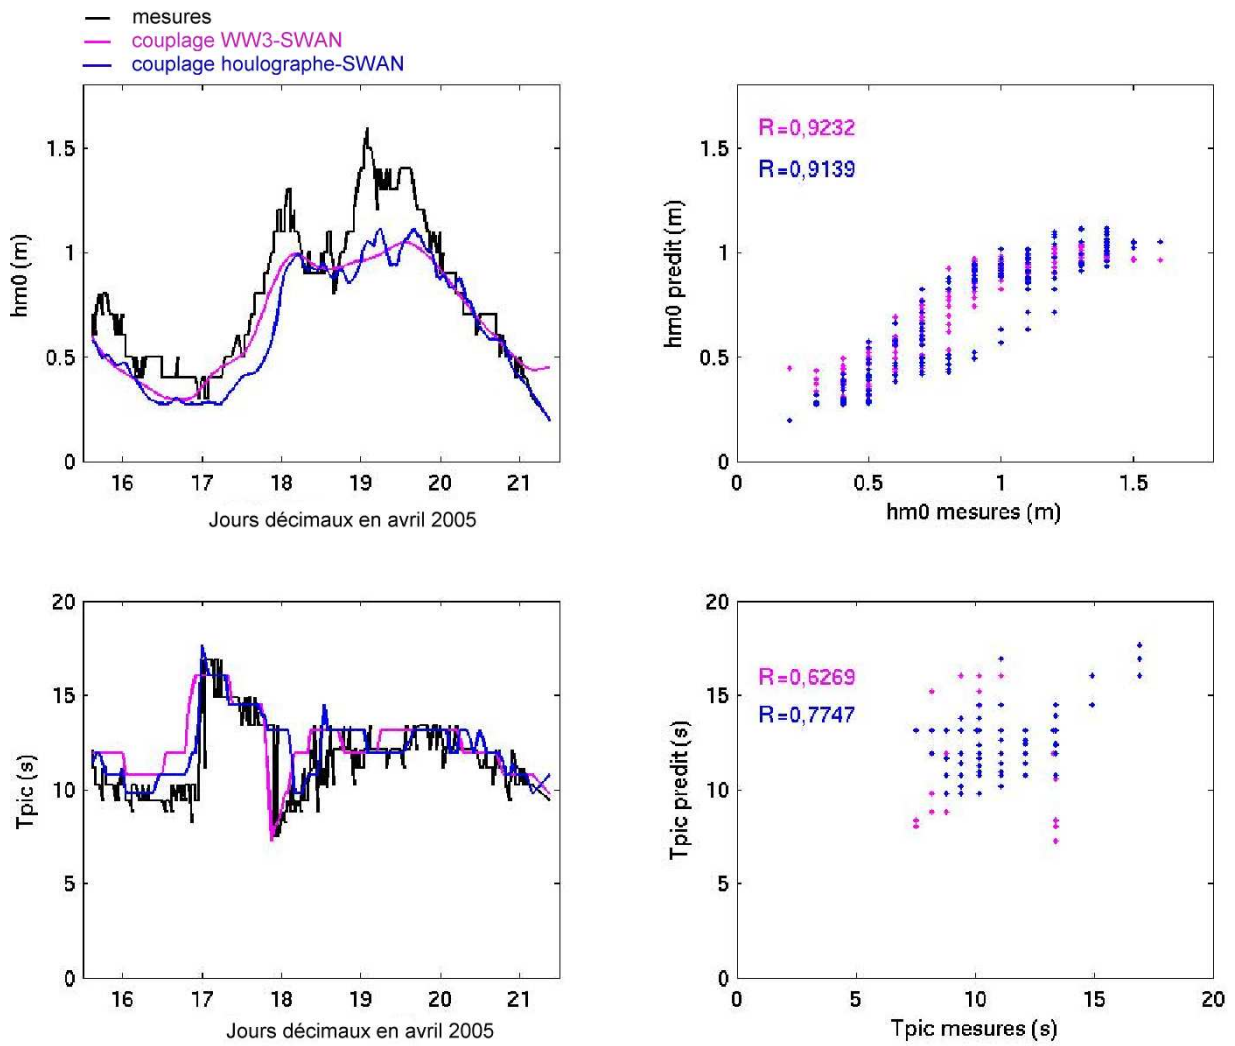 mesures
couplage WW3-SWAN
couplage houlographe-SWAN
hm0 (m)
1.5
1
0.5
0
16 17 18 19 20 21
Jours décimaux en avril 2005
R=0,9232
R=0,9139
hm0 predit (m)
1.5
1
0.5
0
0 0.5 1 1.5
hm0 mesures (m)
Tpic (s)
20
15
10
5
0
16 17 18 19 20 21
Jours décimaux en avril 2005
R=0,6269
R=0,7747
Tpic predit (s)
20
15
10
5
0
0 5 10 15 20
Tpic mesures (s)